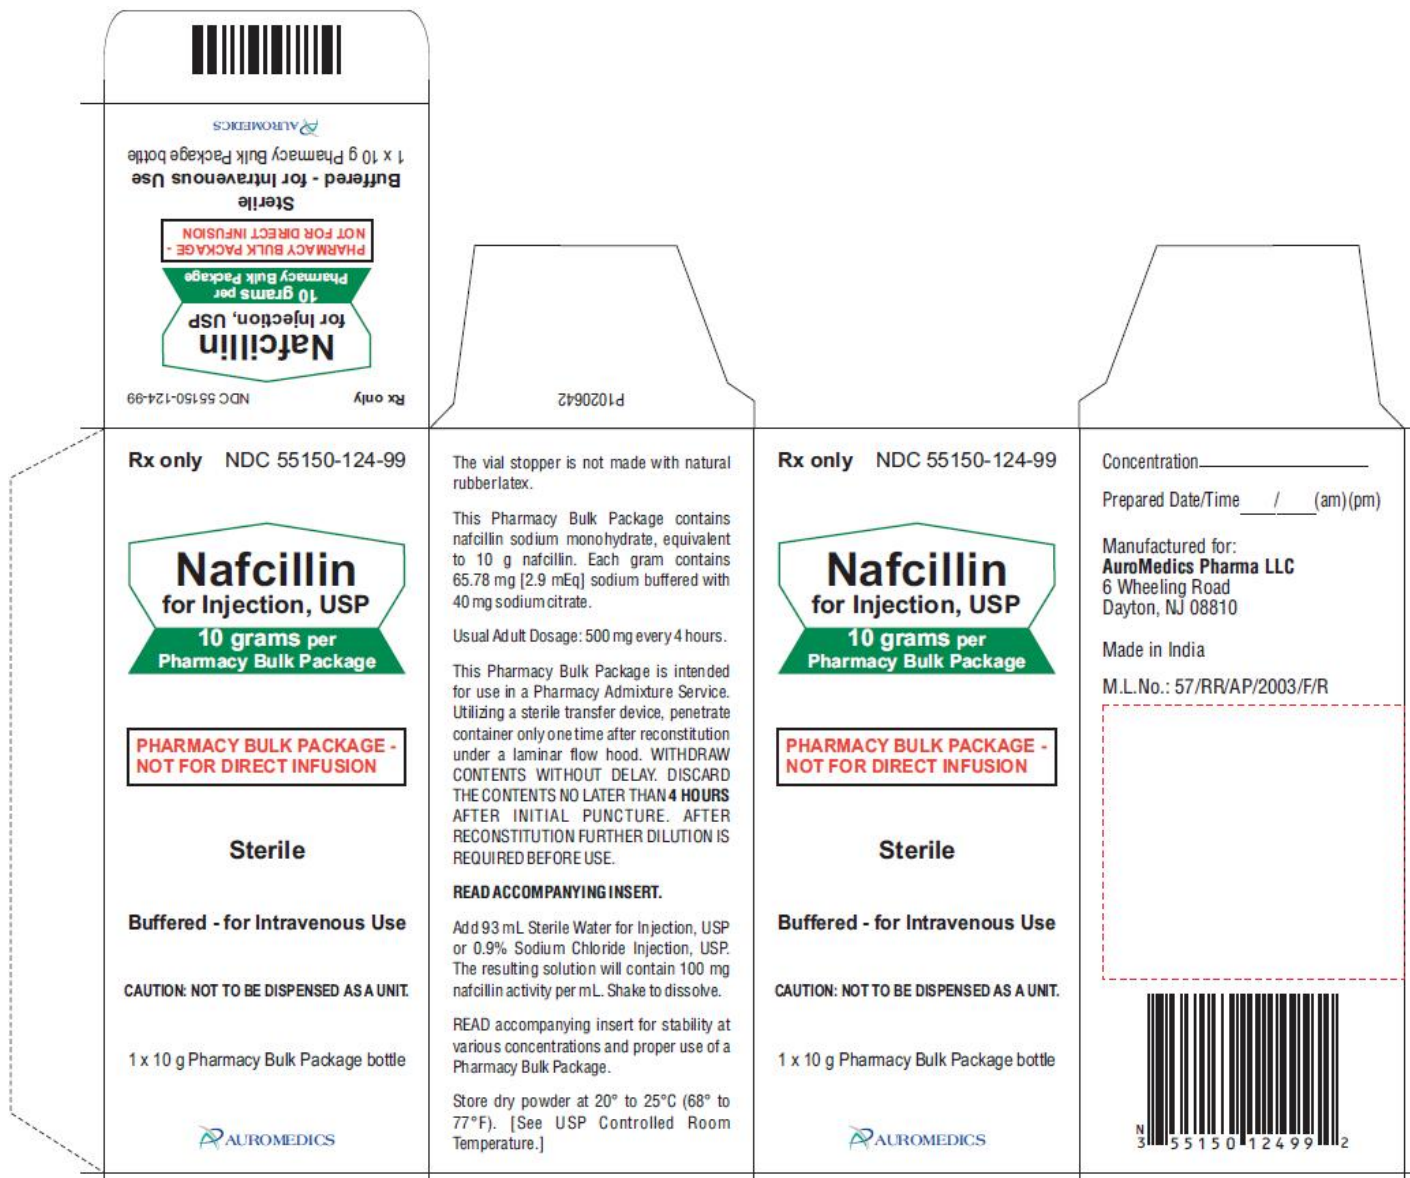 AUROMEDICS
1 x 10 g Pharmacy Bulk Package bottle
Buffered - for Intravenous Use
Sterile
PHARMACY BULK PACKAGE -
NOT FOR DIRECT INFUSION
10 grams per
Pharmacy Bulk Package
Nafcillin
for Injection, USP
Rx only NDC 55150-124-99
P1020642
Rx only NDC 55150-124-99
Nafcillin
for Injection, USP
10 grams per
Pharmacy Bulk Package
PHARMACY BULK PACKAGE -
NOT FOR DIRECT INFUSION
Sterile
Buffered - for Intravenous Use
CAUTION: NOT TO BE DISPENSED AS A UNIT.
1 x 10 g Pharmacy Bulk Package bottle
AUROMEDICS
The vial stopper is not made with natural
rubber latex.
This Pharmacy Bulk Package contains
nafcillin sodium monohydrate, equivalent
to 10 g nafcillin. Each gram contains
65.78 mg [2.9 mEq] sodium buffered with
40 mg sodium citrate.
Usual Adult Dosage: 500 mg every 4 hours.
This Pharmacy Bulk Package is intended
for use in a Pharmacy Admixture Service.
Utilizing a sterile transfer device, penetrate
container only one time after reconstitution
under a laminar flow hood. WITHDRAW
CONTENTS WITHOUT DELAY. DISCARD
THE CONTENTS NO LATER THAN 4 HOURS
AFTER INITIAL PUNCTURE. AFTER
RECONSTITUTION FURTHER DILUTION IS
REQUIRED BEFORE USE.
READ ACCOMPANYING INSERT.
Add 93 mL Sterile Water for Injection, USP
or 0.9% Sodium Chloride Injection, USP.
The resulting solution will contain 100 mg
nafcillin activity per mL. Shake to dissolve.
READ accompanying insert for stability at
various concentrations and proper use of a
Pharmacy Bulk Package.
Store dry powder at 20° to 25°C (68° to
77°F). [See USP Controlled Room
Temperature.]
Rx only NDC 55150-124-99
Nafcillin
for Injection, USP
10 grams per
Pharmacy Bulk Package
PHARMACY BULK PACKAGE -
NOT FOR DIRECT INFUSION
Sterile
Buffered - for Intravenous Use
CAUTION: NOT TO BE DISPENSED AS A UNIT.
1 x 10 g Pharmacy Bulk Package bottle
AUROMEDICS
Concentration
Prepared Date/Time / (am)(pm)
Manufactured for:
AuroMedics Pharma LLC
6 Wheeling Road
Dayton, NJ 08810
Made in India
M.L.No.: 57/RR/AP/2003/F/R
N
3 55150 12499 2